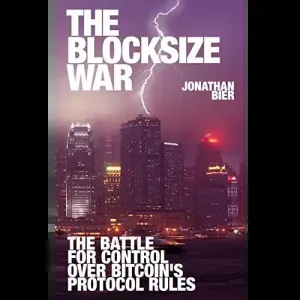 THE
BLOCKSIZE
WAR
JONATHAN
BIER
THE BATTLE
FOR CONTROL
OVER BITCOIN'S
PROTOCOL RULES